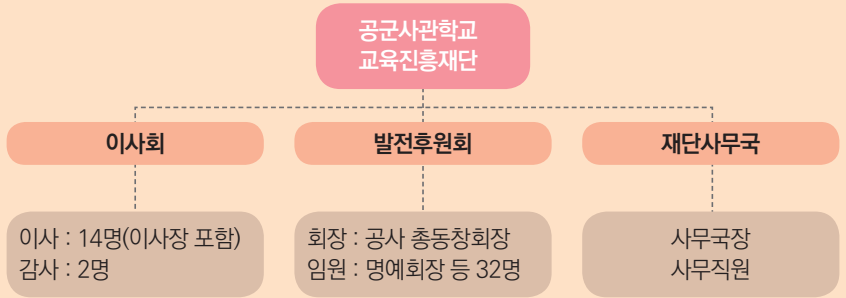 공군사관학교
교육진흥재단
이사회
발전후원회
재단사무국
이사 : 14명(이사장 포함)
감사 : 2명
회장 : 공사 총동창회장
임원 : 명예회장 등 32명
사무국장
사무직원